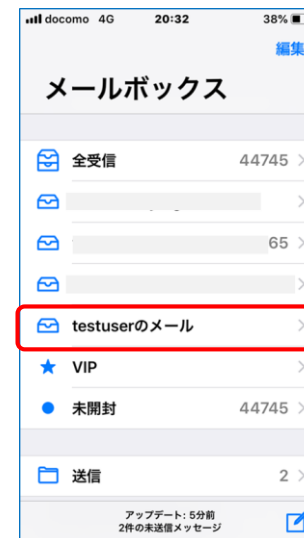 docomo 4G 20:32 38%
編集
メールボックス
全受信 44745
65
testuserのメール
VIP
未開封 44745
送信 2
アップデート: 5分前
2件の未送信メッセージ